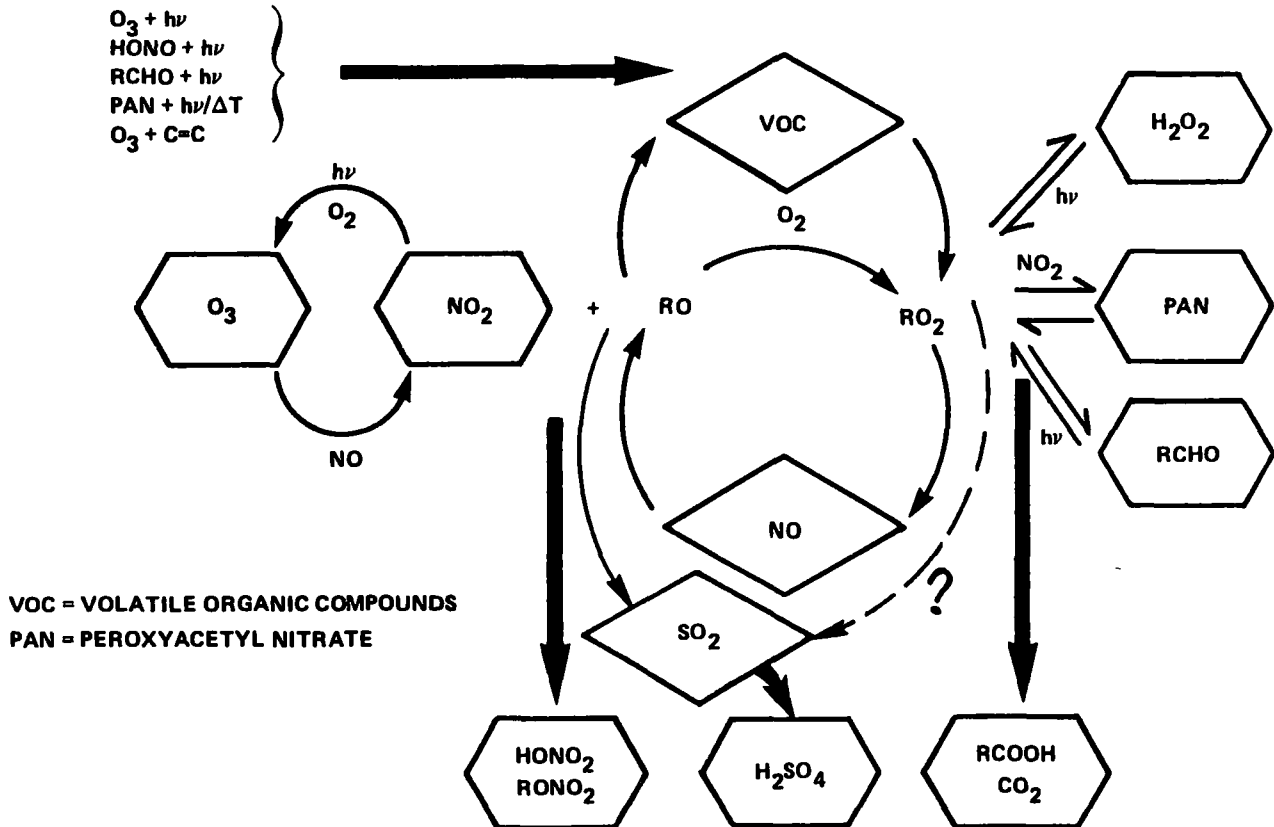 O₃ + hν
HONO + hν
RCHO + hν
PAN + hν/ΔT
O₃ + C=C
VOC
H₂O₂
hν
hν
O₂
O₂
NO₂
O₃
NO₂
+
RO
RO₂
PAN
hν
RCHO
NO
NO
?
VOC = VOLATILE ORGANIC COMPOUNDS
PAN = PEROXYACETYL NITRATE
SO₂
HONO₂
RONO₂
H₂SO₄
RCOOH
CO₂